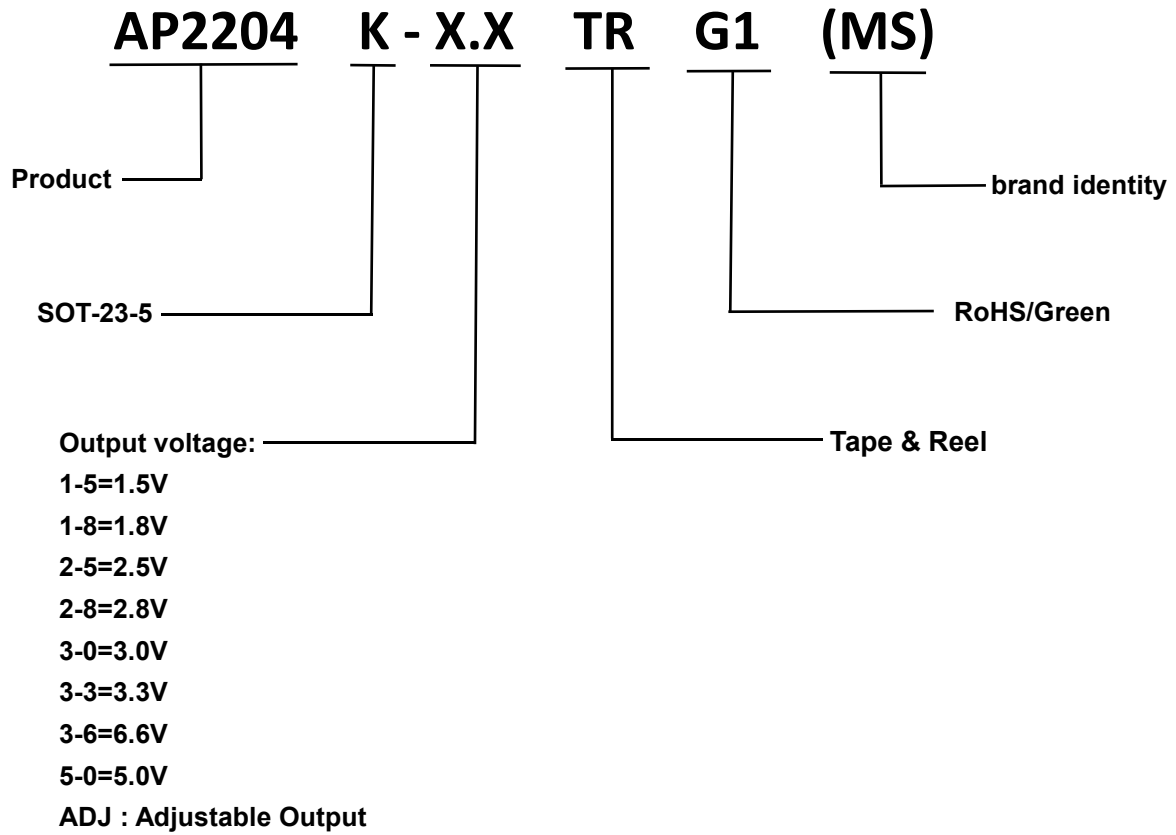 AP2204 K - X.X TR G1 (MS)
Product
brand identity
SOT-23-5
RoHS/Green
Output voltage:
Tape & Reel
1-5=1.5V
1-8=1.8V
2-5=2.5V
2-8=2.8V
3-0=3.0V
3-3=3.3V
3-6=6.6V
5-0=5.0V
ADJ : Adjustable Output